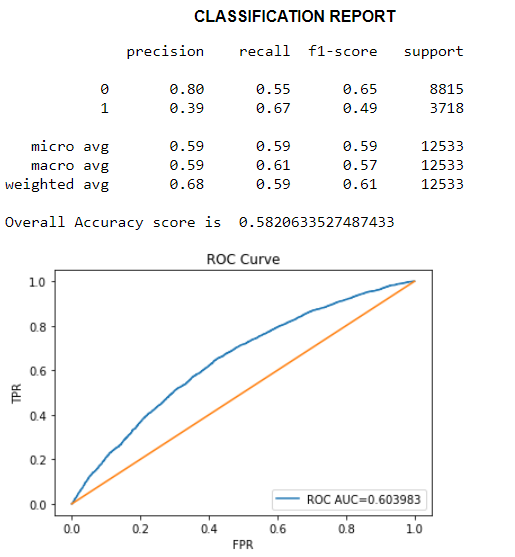 CLASSIFICATION REPORT
precision recall f1-score support
0 0.80 0.55 0.65 8815
1 0.39 0.67 0.49 3718
micro avg 0.59 0.59 0.59 12533
macro avg 0.59 0.61 0.57 12533
weighted avg 0.68 0.59 0.61 12533
Overall Accuracy score is 0.5820633527487433
ROC Curve
1.0
0.8
0.6
TPR
0.4
0.2
0.0
ROC AUC=0.603983
0.0 0.2 0.4 0.6 0.8 1.0
FPR